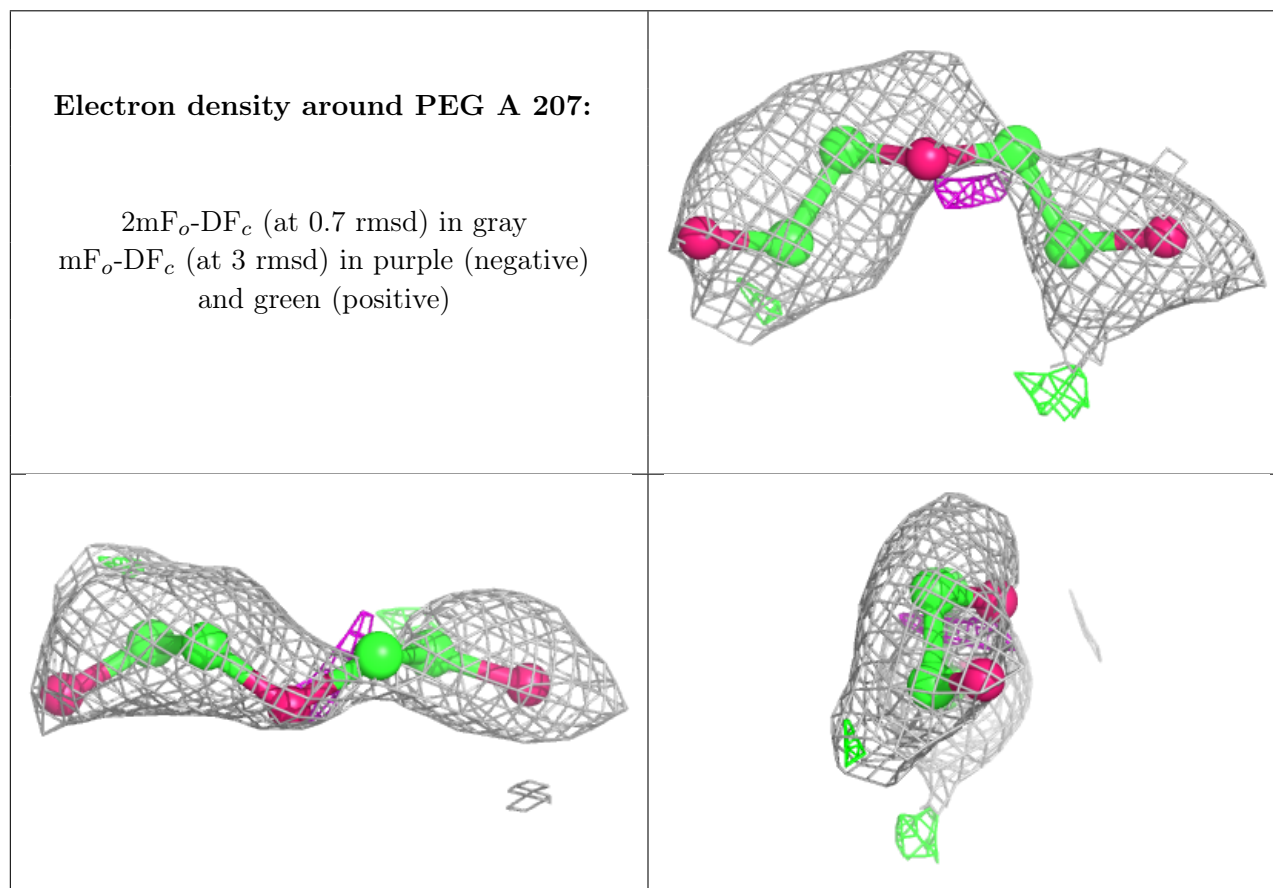 Electron density around PEG A 207:
2mFo-DFc (at 0.7 rmsd) in gray
mFo-DFc (at 3 rmsd) in purple (negative)
and green (positive)